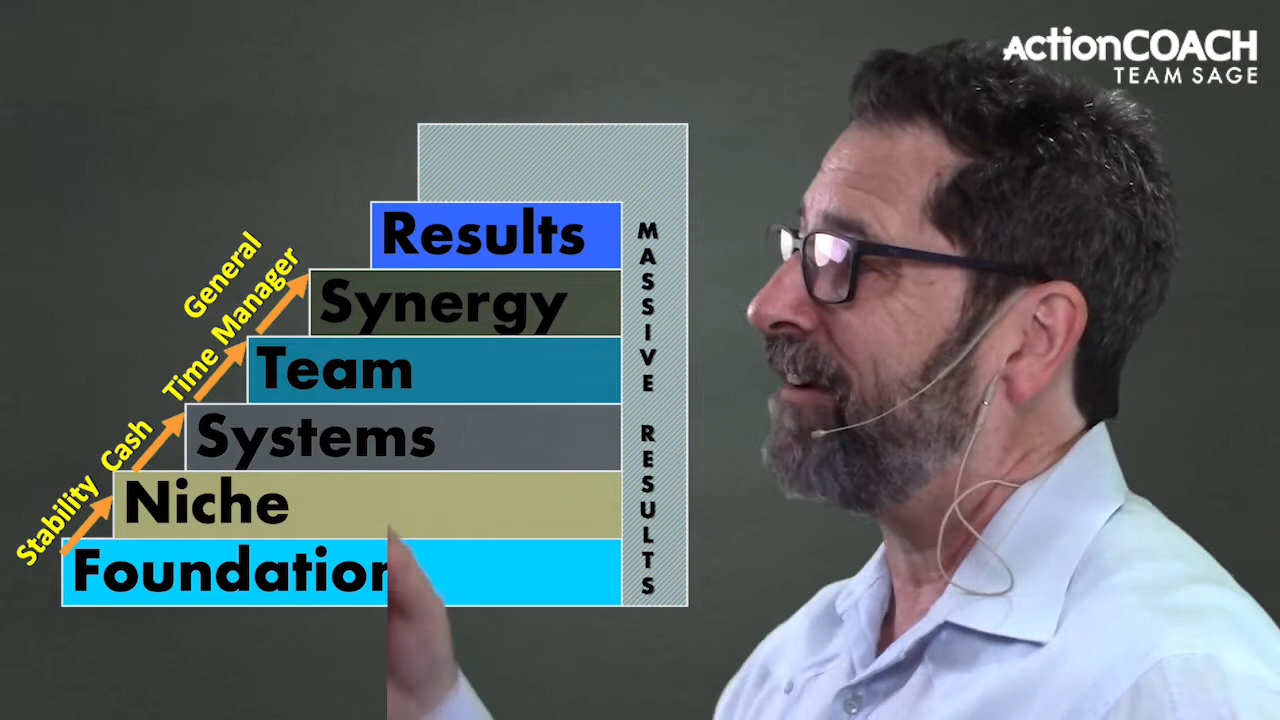 ActionCOACH
TEAM SAGE
Results
Synergy
Team
Systems
Niche
Foundation
MASSIVE RESULTS
Stability
Cash
Time
General
Manager